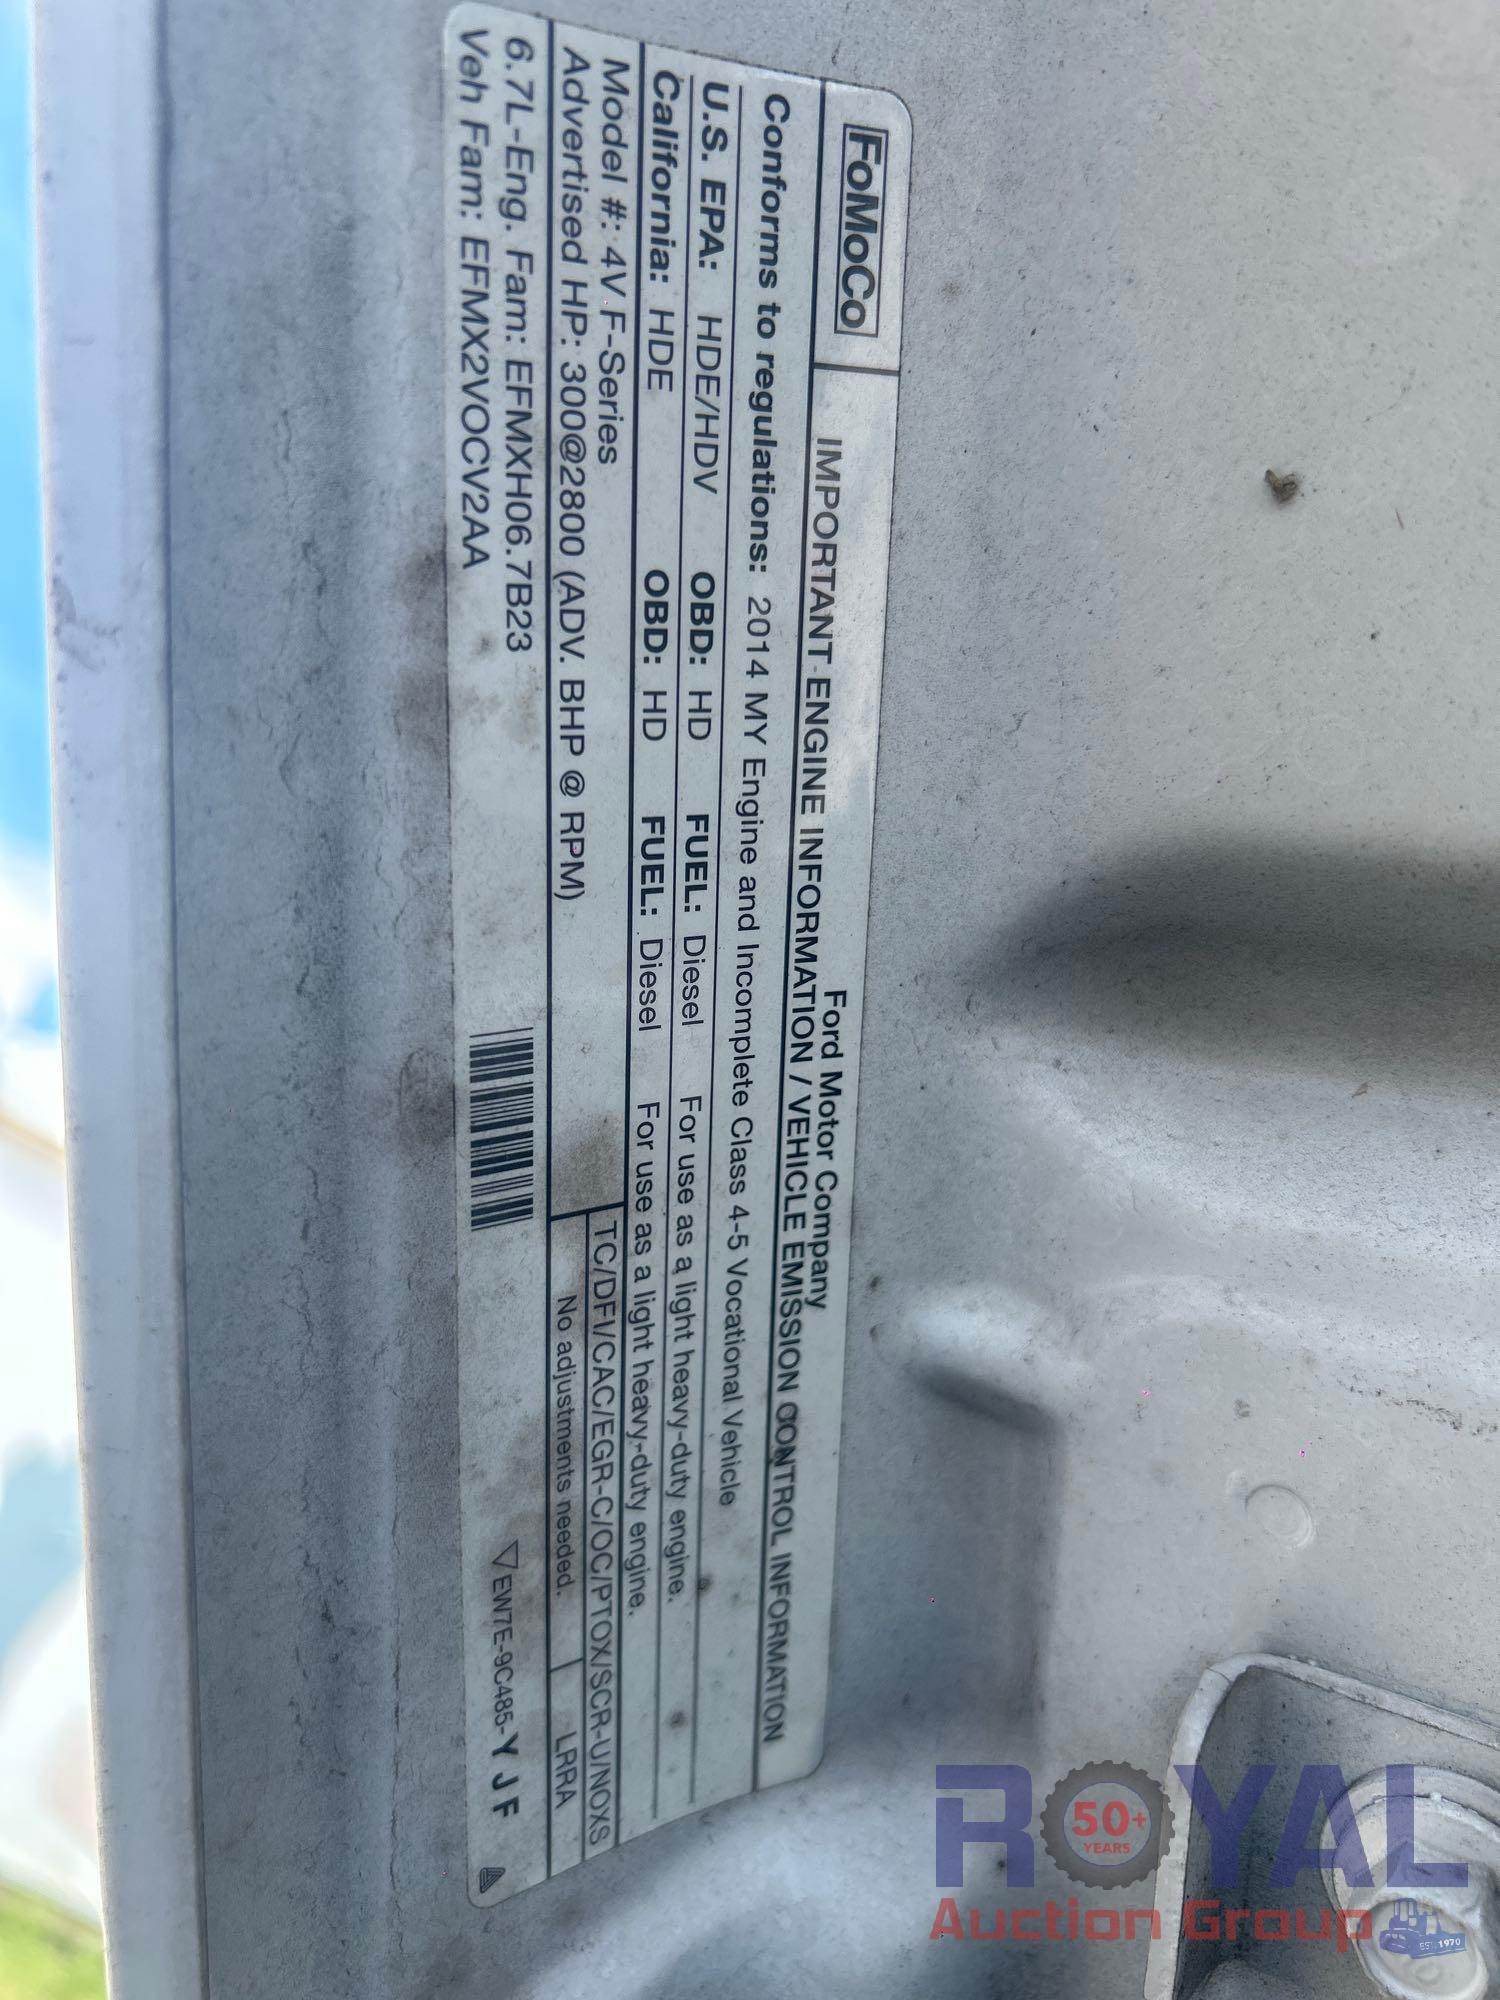 FoMoCo
Ford Motor Company
IMPORTANT ENGINE INFORMATION / VEHICLE EMISSION CONTROL INFORMATION
Conforms to regulations: 2014 MY Engine and Incomplete Class 4-5 Vocational Vehicle
U.S. EPA: HDE/HDV OBD: HD FUEL: Diesel For use as a light heavy-duty engine.
California: HDE OBD: HD FUEL: Diesel For use as a light heavy-duty engine.
Model #: 4V F-Series
TC/DFI/CAC/EGR-C/OC/PTOX/SCR-U/NOXS
Advertised HP: 300@2800 (ADV. BHP @ RPM)
No adjustments needed. LRRA
6.7L-Eng. Fam: EFMXH06.7B23
Veh Fam: EFMX2VOCV2AA
EW7E-9C485-Y J F
ROYAL
50+
YEARS
Auction Group
EST. 1970